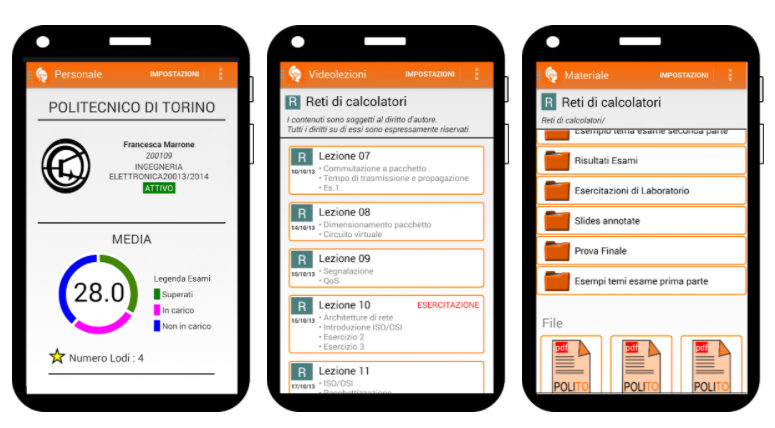 Personale
IMPOSTAZIONI
POLITECNICO DI TORINO
Francesca Marrone
200109
INGEGNERIA
ELETTRONICA20013/2014
ATTIVO
MEDIA
28.0
Legenda Esami
Superati
In carico
Non in carico
Numero Lodi : 4
Videolezioni
IMPOSTAZIONI
R Reti di calcolatori
I contenuti sono soggetti al diritto d'autore.
Tutti i diritti su di essi sono espressamente riservati.
R Lezione 07
10/10/13
• Commutazione a pacchetto
• Tempo di trasmissione e propagazione
• Es.1.
R Lezione 08
14/10/13
• Dimensionamento pacchetto
• Circuito virtuale
R Lezione 09
15/10/13
• Segnalazione
• QoS
R Lezione 10 ESERCITAZIONE
15/10/13
• Architetture di rete
• Introduzione ISO/OSI
• Esercizio 2
• Esercizio 3
R Lezione 11
17/10/13
• ISO/OSI
• Pacchettizzazione
Materiale
IMPOSTAZIONI
R Reti di calcolatori
Reti di calcolatori/
Esempio tema esame seconda parte
Risultati Esami
Esercitazioni di Laboratorio
Slides annotate
Prova Finale
Esempi temi esame prima parte
File
pdf pdf pdf
POLITO POLITO POLITO